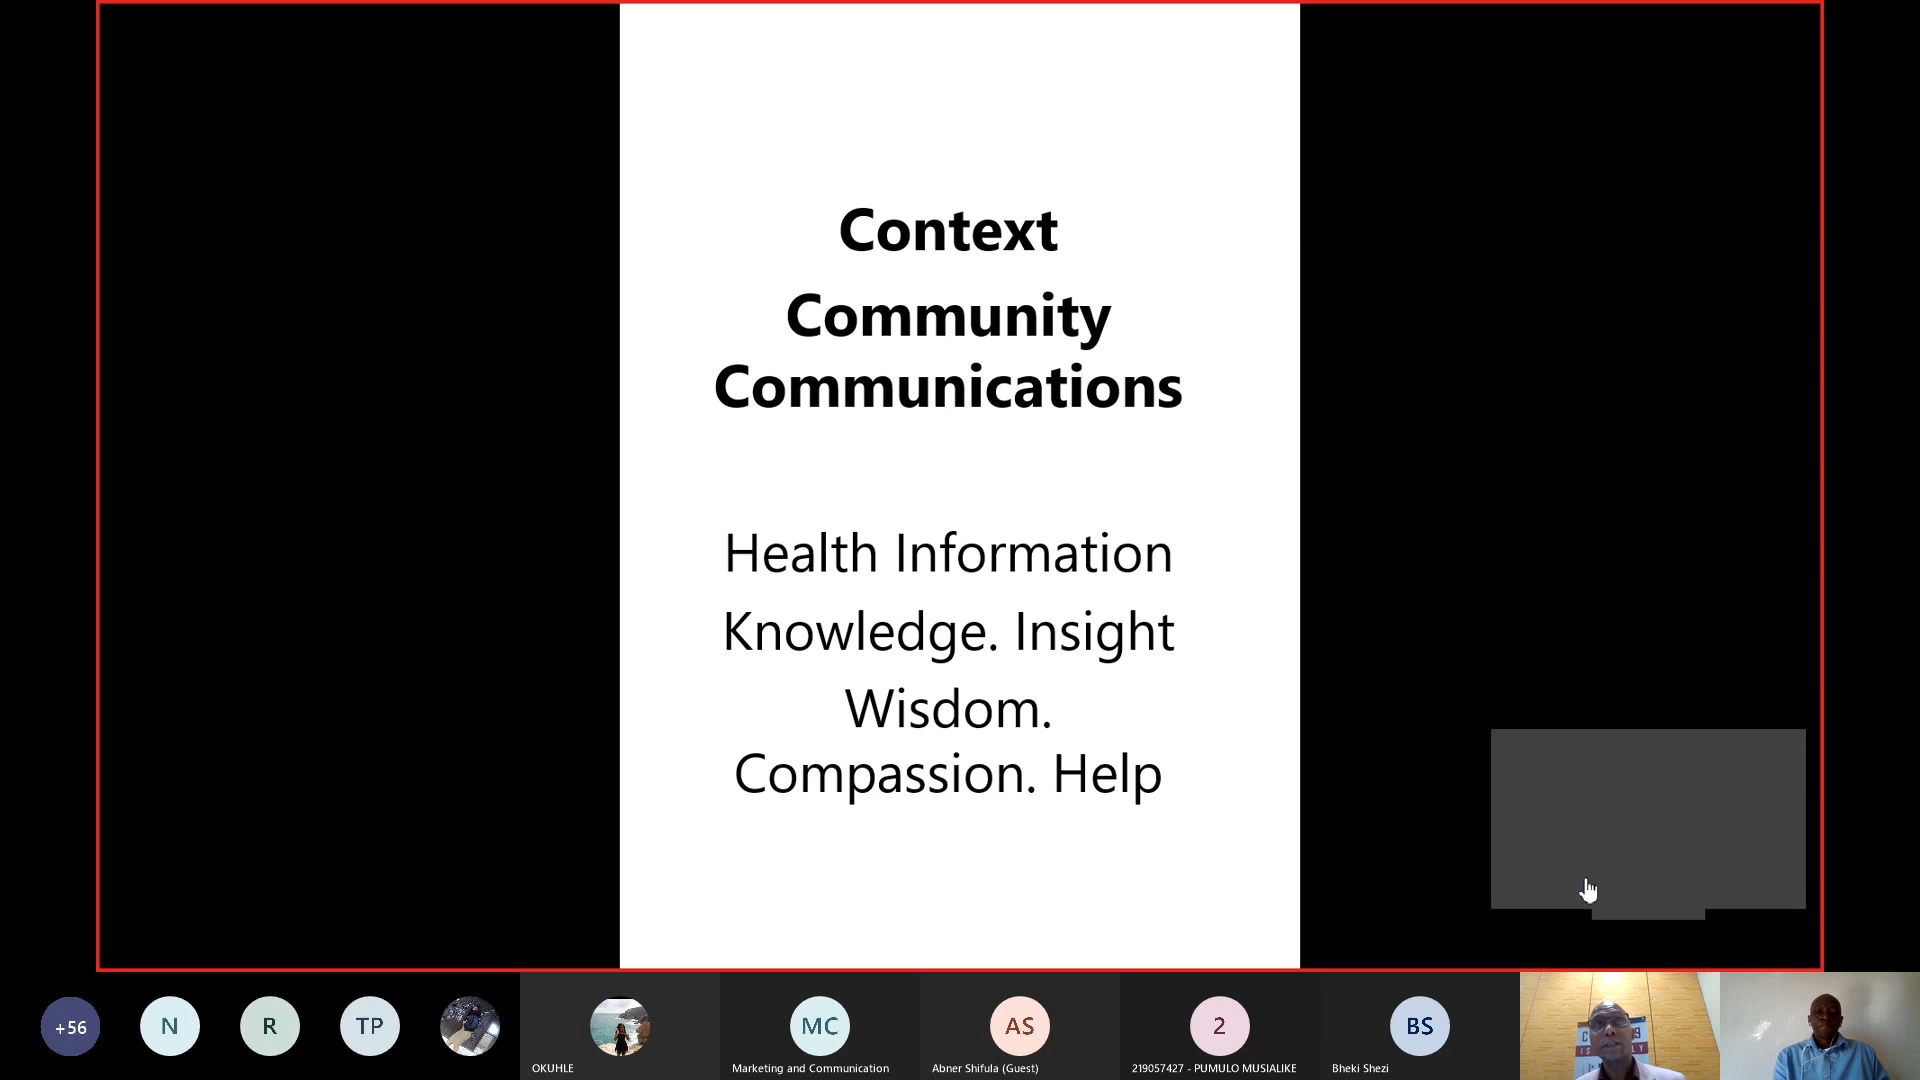 Context
Community
Communications
Health Information
Knowledge. Insight
Wisdom.
Compassion. Help
+56
N
R
TP
OKUHLE
MC
Marketing and Communication
AS
Abner Shifula (Guest)
2
219057427 - PUMULO MUSIALIKE
BS
Bheki Shezi